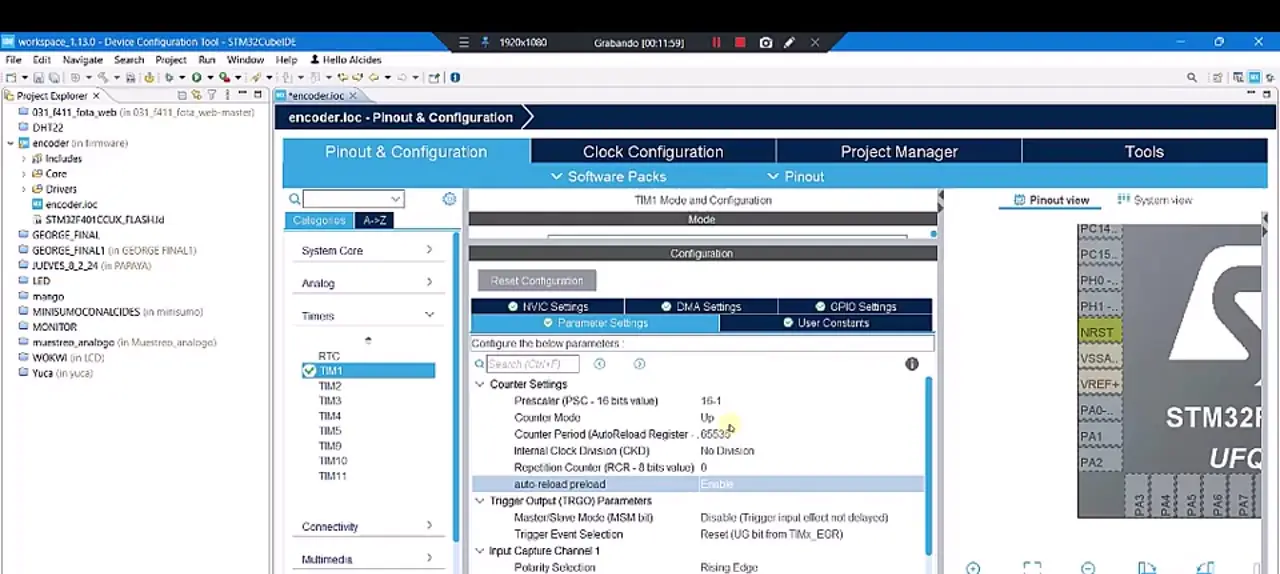 workspace_1.13.0 - Device Configuration Tool - STM32CubeIDE
1920x1080
Grabando [00:11:59]
File Edit Navigate Search Project Run Window Help Hello Alcides
Project Explorer
*encoder.ioc
031_f411_fota_web (in 031_f411_fota_web-master)
DHT22
encoder (in firmware)
Includes
Core
Drivers
encoder.ioc
STM32F401CCUX_FLASH.ld
GEORGE_FINAL
GEORGE_FINAL1 (in GEORGE FINAL1)
JUEVES_8_2_24 (in PAPAYA)
LED
mango
MINISUMOCONALCIDES (in minisumo)
MONITOR
muestreo_analogo (in Muestreo_analogo)
WOKWI (in LCD)
Yuca (in yuca)
encoder.ioc - Pinout & Configuration
Pinout & Configuration
Clock Configuration
Project Manager
Tools
Software Packs
Pinout
Categories
A->Z
System Core
Analog
Timers
RTC
TIM1
TIM2
TIM3
TIM4
TIM5
TIM9
TIM10
TIM11
Connectivity
Multimedia
TIM1 Mode and Configuration
Mode
Configuration
Reset Configuration
NVIC Settings
DMA Settings
GPIO Settings
Parameter Settings
User Constants
Configure the below parameters :
Search (Ctrl+F)
Counter Settings
Prescaler (PSC - 16 bits value) 16-1
Counter Mode Up
Counter Period (AutoReload Register - . 65535
Internal Clock Division (CKD) No Division
Repetition Counter (RCR - 8 bits value) 0
auto-reload preload Enable
Trigger Output (TRGO) Parameters
Master/Slave Mode (MSM bit) Disable (Trigger input effect not delayed)
Trigger Event Selection Reset (UG bit from TIMx_EGR)
Input Capture Channel 1
Polarity Selection Rising Edge
Pinout view
System view
PC14..
PC15..
PH0 -..
PH1 -..
NRST
VSSA..
VREF+
PA0-..
PA1
PA2
PA3
PA4
PA5
PA6
PA7
STM32F
UFQ